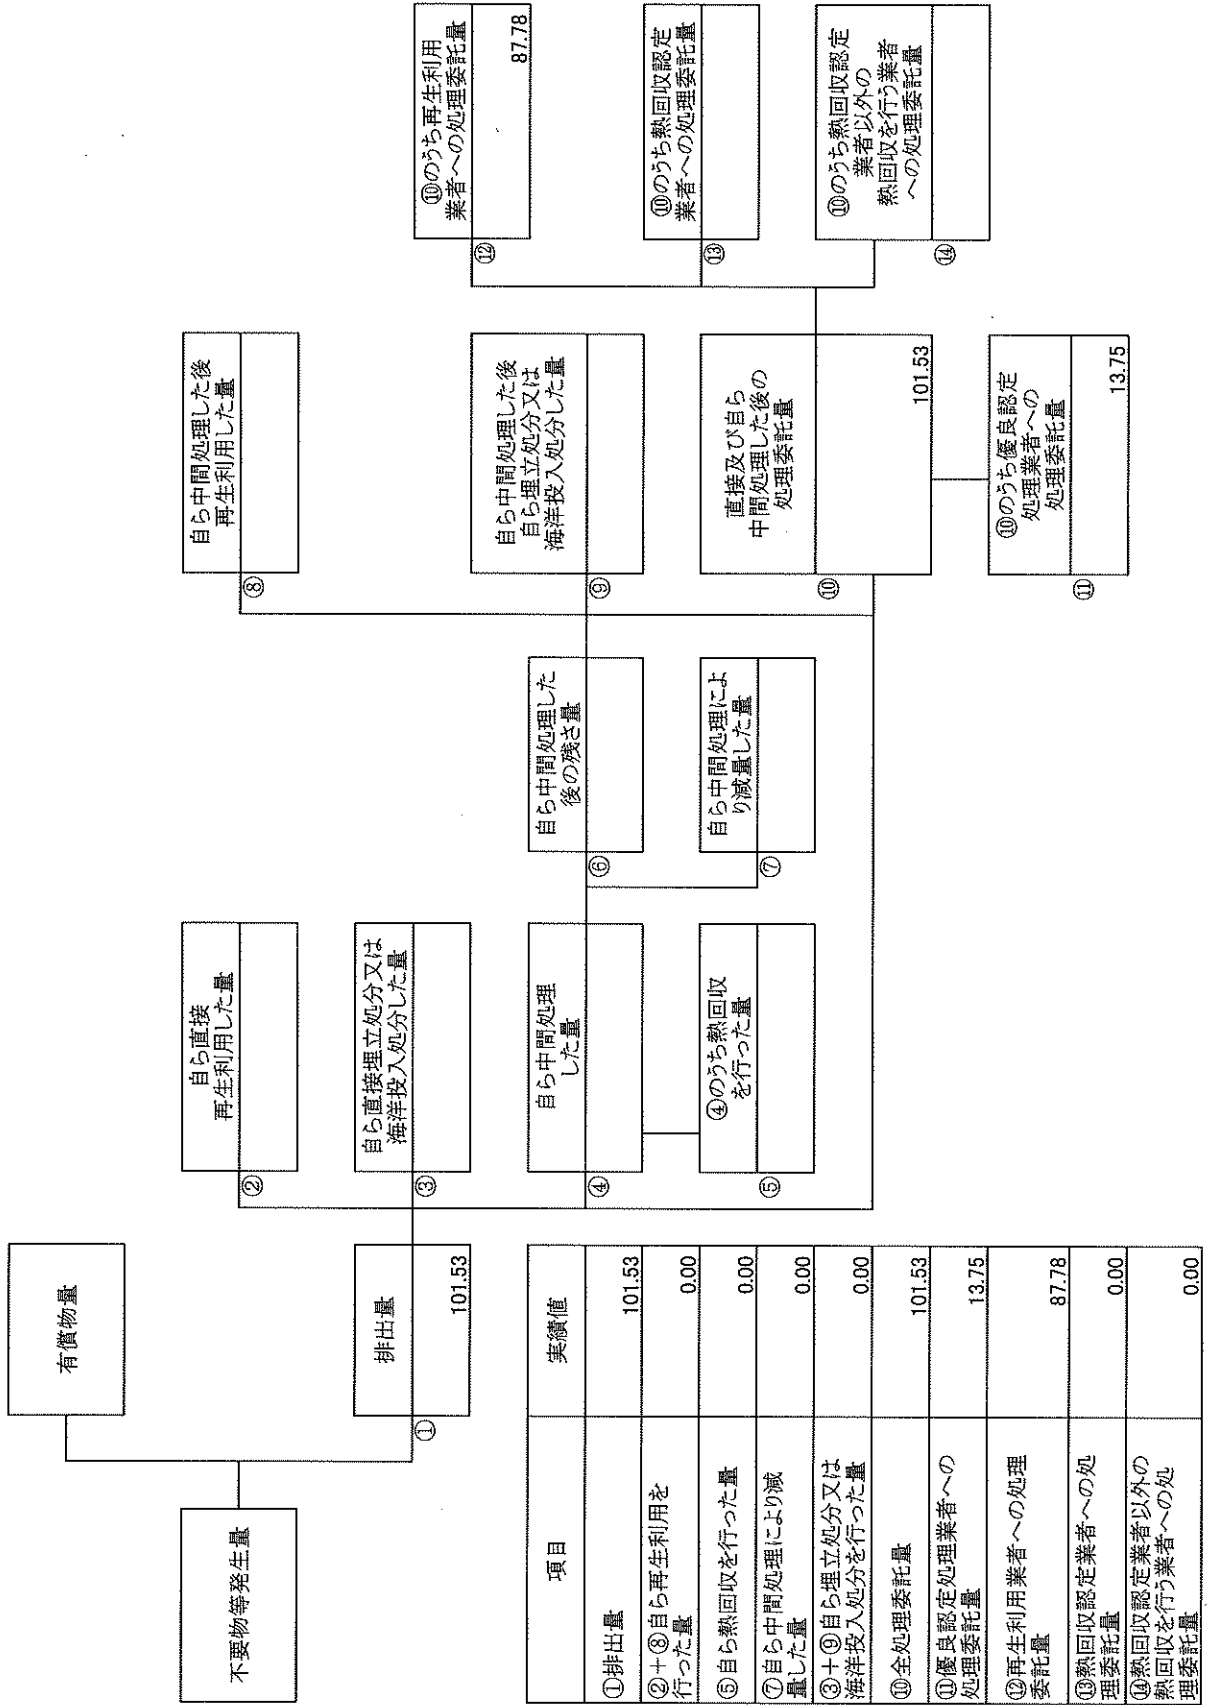 不要物等発生量
有償物量
①
排出量
101.53
②
自ら直接
再生利用した量
③
自ら直接埋立処分又は
海洋投入処分した量
④
自ら中間処理
した量
⑤
④のうち熱回収
を行った量
⑥
自ら中間処理した
後の残さ量
⑦
自ら中間処理によ
り減量した量
⑧
自ら中間処理した後
再生利用した量
⑨
自ら中間処理した後
自ら埋立処分又は
海洋投入処分した量
⑩
直接及び自ら
中間処理した後の
処理委託量
101.53
⑪
⑩のうち優良認定
処理業者への
処理委託量
13.75
⑫
⑩のうち再生利用
業者への処理委託量
87.78
⑬
⑩のうち熱回収認定
業者への処理委託量
⑭
⑩のうち熱回収認定
業者以外の
熱回収を行う業者
への処理委託量
項目 実績値
①排出量 101.53
②+⑧自ら再生利用を
行った量 0.00
⑤自ら熱回収を行った量 0.00
⑦自ら中間処理により減
量した量 0.00
③+⑨自ら埋立処分又は
海洋投入処分を行った量 0.00
⑩全処理委託量 101.53
⑪優良認定処理業者への
処理委託量 13.75
⑫再生利用業者への処理
委託量 87.78
⑬熱回収認定業者への処
理委託量 0.00
⑭熱回収認定業者以外の
熱回収を行う業者への処
理委託量 0.00